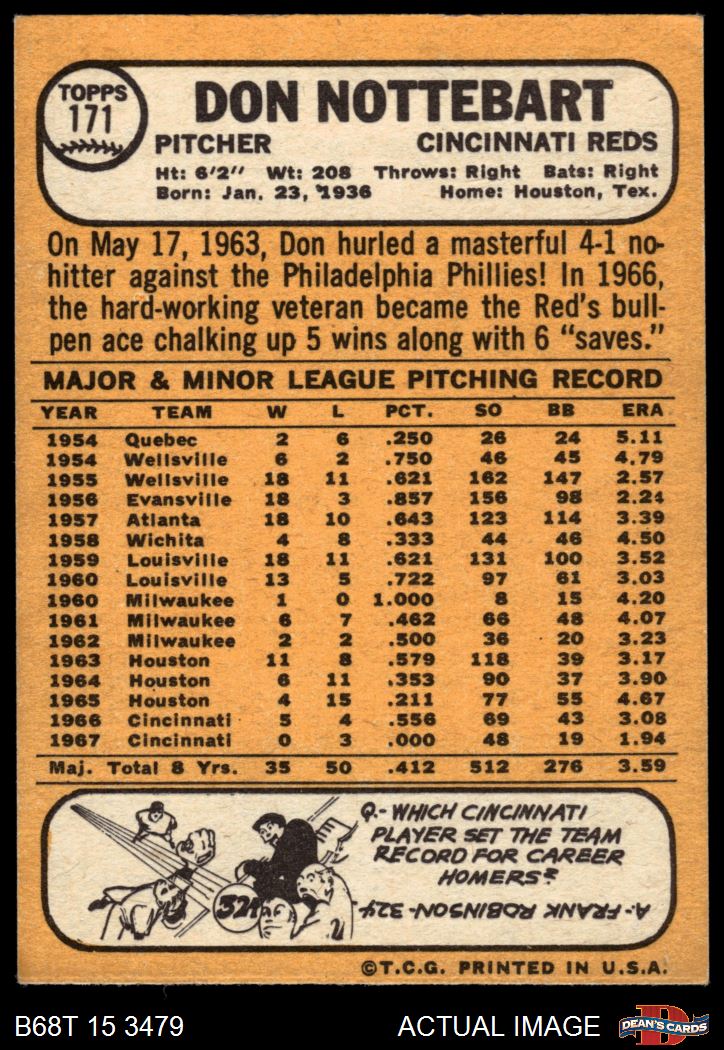 TOPPS
171
DON NOTTEBART
PITCHER CINCINNATI REDS
Ht: 6'2" Wt: 208 Throws: Right Bats: Right
Born: Jan. 23, 1936 Home: Houston, Tex.
On May 17, 1963, Don hurled a masterful 4-1 no-
hitter against the Philadelphia Phillies! In 1966,
the hard-working veteran became the Red's bull-
pen ace chalking up 5 wins along with 6 "saves."
MAJOR & MINOR LEAGUE PITCHING RECORD
YEAR TEAM W L PCT. SO BB ERA
1954 Quebec 2 6 .250 26 24 5.11
1954 Wellsville 6 2 .750 46 45 4.79
1955 Wellsville 18 11 .621 162 147 2.57
1956 Evansville 18 3 .857 156 98 2.24
1957 Atlanta 18 10 .643 123 114 3.39
1958 Wichita 4 8 .333 44 46 4.50
1959 Louisville 18 11 .621 131 100 3.52
1960 Louisville 13 5 .722 97 61 3.03
1960 Milwaukee 1 0 1.000 8 15 4.20
1961 Milwaukee 6 7 .462 66 48 4.07
1962 Milwaukee 2 2 .500 36 20 3.23
1963 Houston 11 8 .579 118 39 3.17
1964 Houston 6 11 .353 90 37 3.90
1965 Houston 4 15 .211 77 55 4.67
1966 Cincinnati 5 4 .556 69 43 3.08
1967 Cincinnati 0 3 .000 48 19 1.94
Maj. Total 8 Yrs. 35 50 .412 512 276 3.59
Q.- WHICH CINCINNATI
PLAYER SET THE TEAM
RECORD FOR CAREER
HOMERS?
A.- FRANK ROBINSON - 324
324
©T.C.G. PRINTED IN U.S.A.
B68T 15 3479 ACTUAL IMAGE
D
DEAN'S CARDS